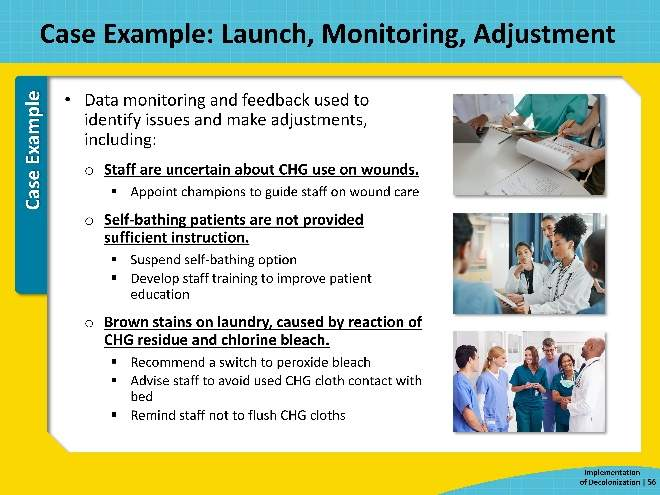 Case Example: Launch, Monitoring, Adjustment
Case Example
• Data monitoring and feedback used to
identify issues and make adjustments,
including:
o Staff are uncertain about CHG use on wounds.
▪ Appoint champions to guide staff on wound care
o Self-bathing patients are not provided
sufficient instruction.
▪ Suspend self-bathing option
▪ Develop staff training to improve patient
education
o Brown stains on laundry, caused by reaction of
CHG residue and chlorine bleach.
▪ Recommend a switch to peroxide bleach
▪ Advise staff to avoid used CHG cloth contact with
bed
▪ Remind staff not to flush CHG cloths
Implementation
of Decolonization | 56